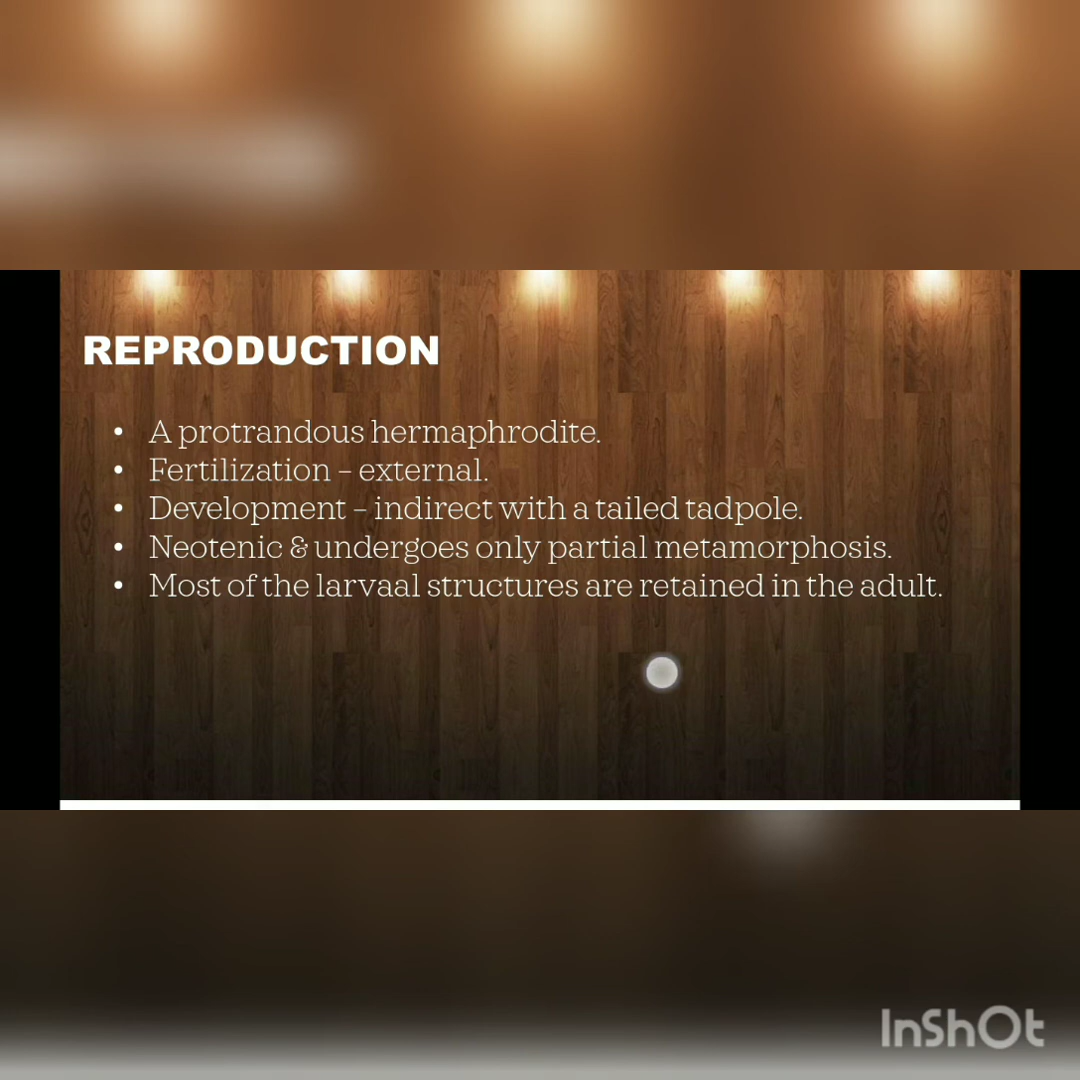 REPRODUCTION
• A protrandous hermaphrodite.
• Fertilization – external.
• Development – indirect with a tailed tadpole.
• Neotenic & undergoes only partial metamorphosis.
• Most of the larvaal structures are retained in the adult.
InShOt